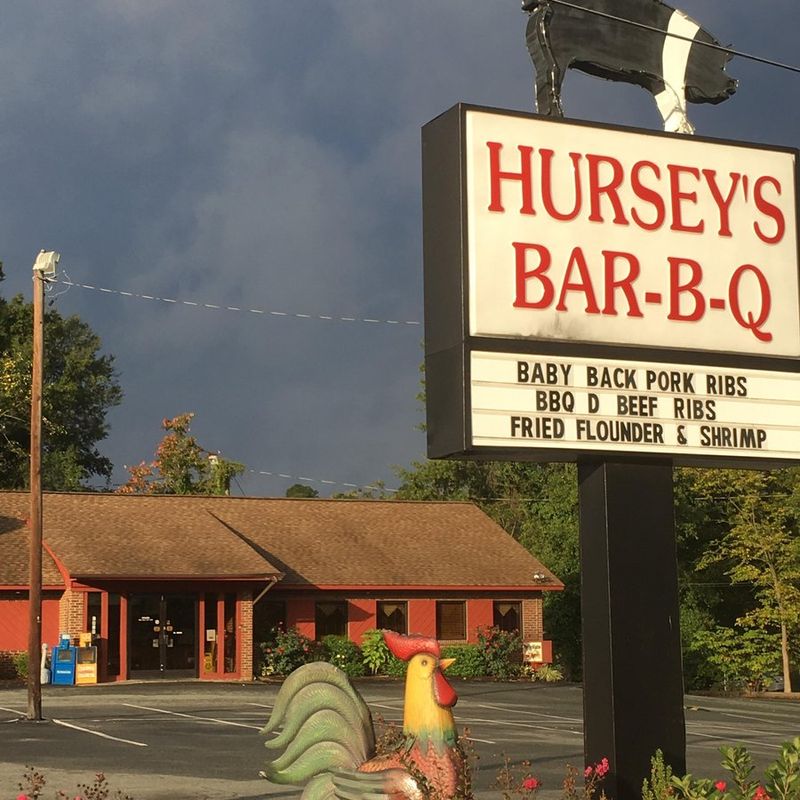 HURSEY'S
BAR-B-Q
BABY BACK PORK RIBS
BBQ D BEEF RIBS
FRIED FLOUNDER & SHRIMP